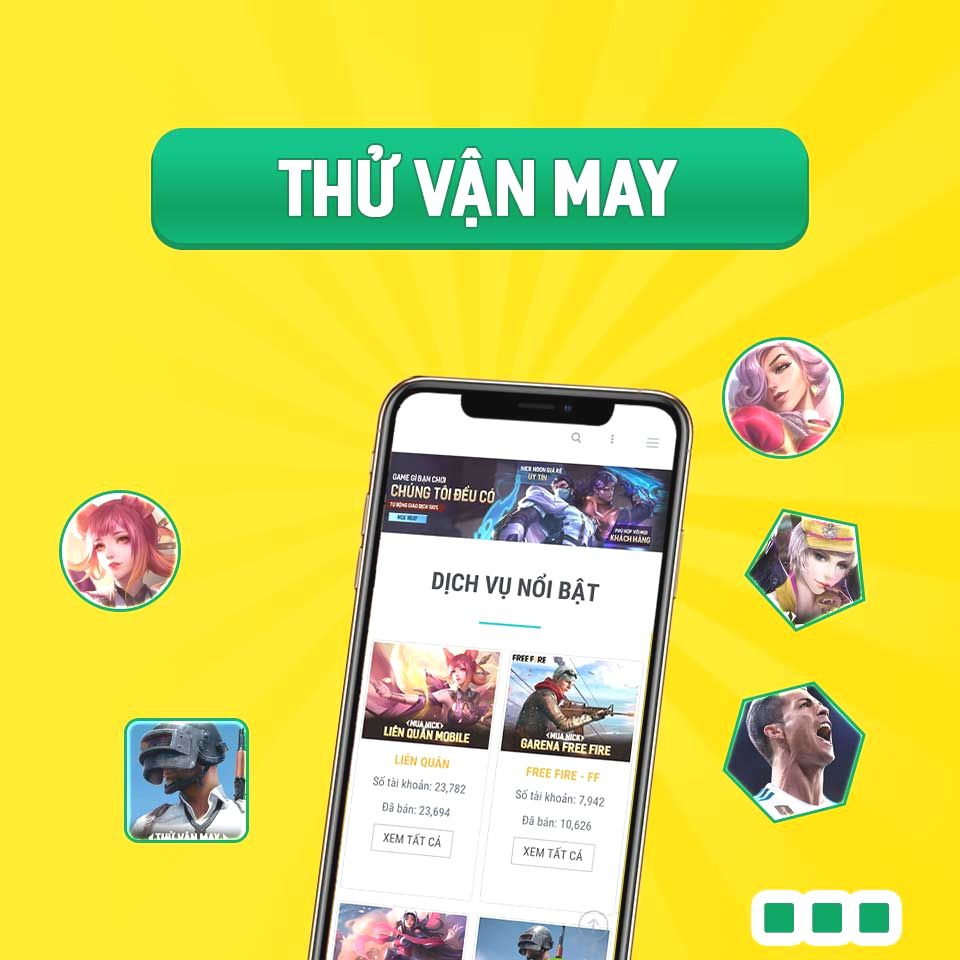 THỬ VẬN MAY
GAME GÌ BẠN CHƠI
CHÚNG TÔI ĐỀU CÓ
TỰ ĐỘNG GIAO DỊCH 100%
MUA NGAY
NICK NGON GIÁ RẺ
UY TÍN
PHÙ HỢP VỚI MỌI
KHÁCH HÀNG
DỊCH VỤ NỔI BẬT
<MUA NICK>
LIÊN QUÂN MOBILE
LIÊN QUÂN
Số tài khoản: 23,782
Đã bán: 23,694
XEM TẤT CẢ
FREE FIRE
<MUA NICK>
GARENA FREE FIRE
FREE FIRE - FF
Số tài khoản: 7,942
Đã bán: 10,626
XEM TẤT CẢ
THỬ VẬN MAY